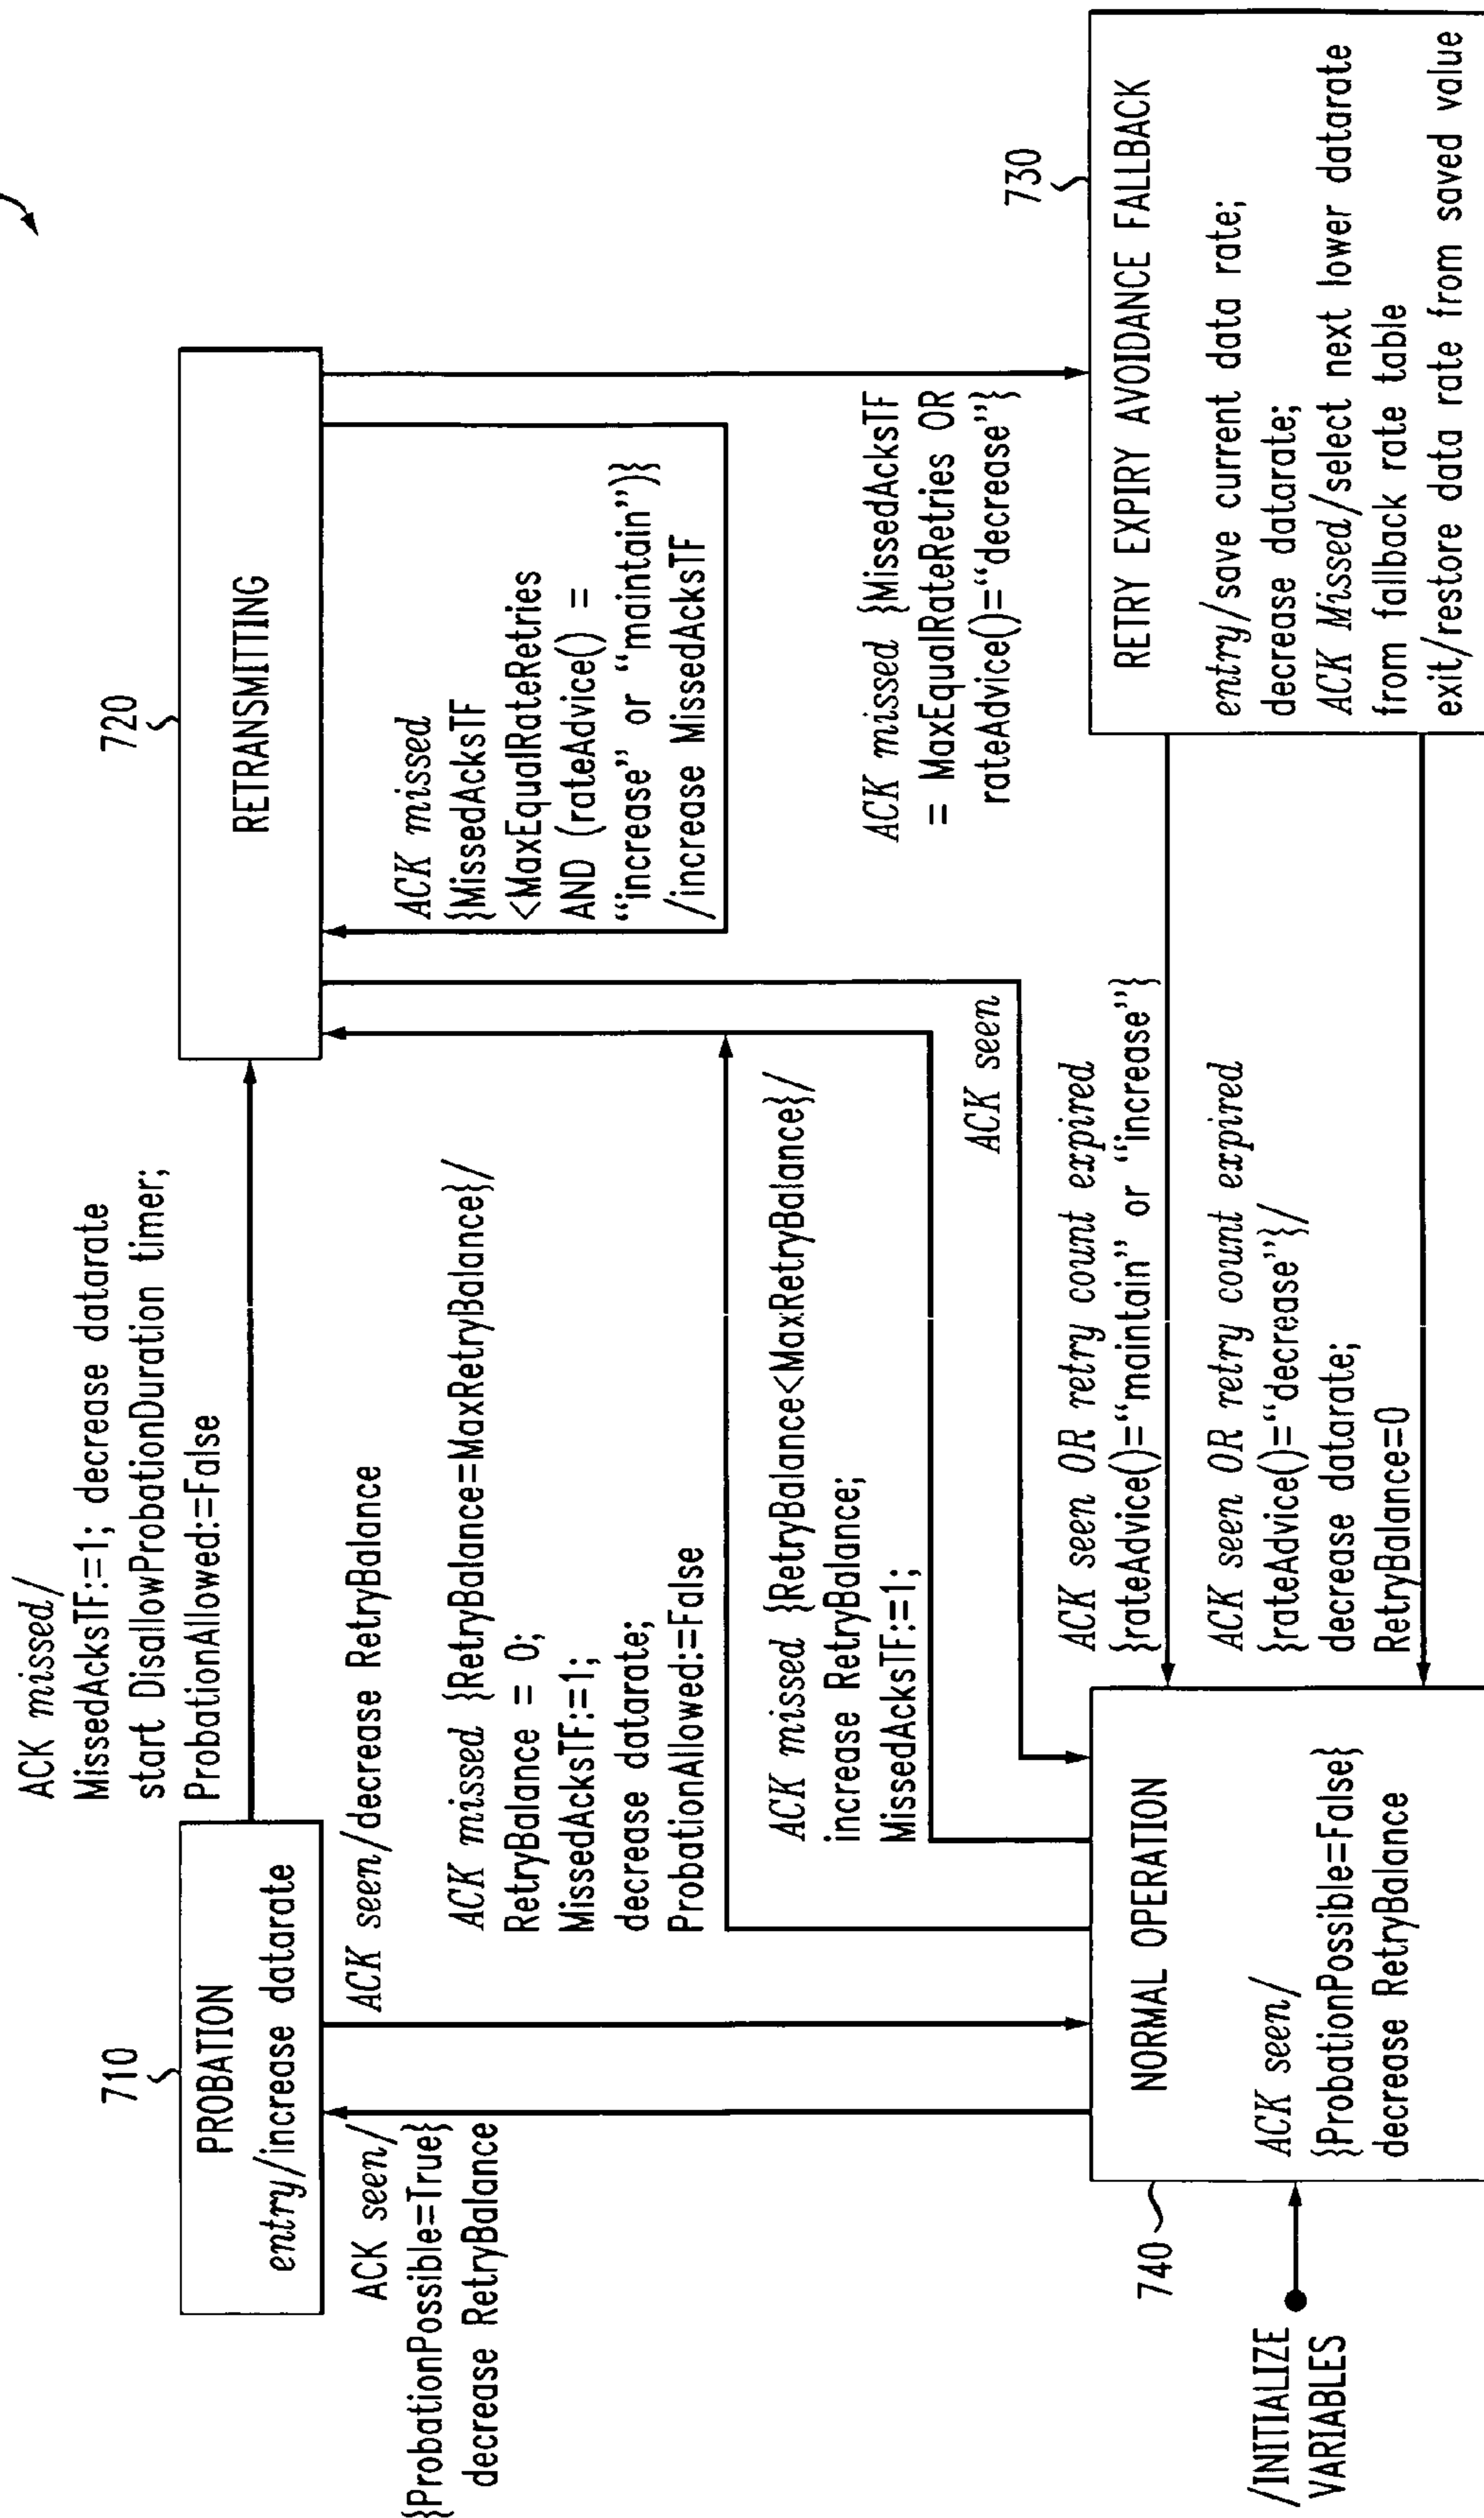 710
PROBATION
entry/increase datarate
ACK missed/
MissedAcksTF:=1; decrease datarate
start DisallowProbationDuration timer;
ProbationAllowed:=False
720
RETRANSMITTING
ACK seen/
{ProbationPossible=True}
decrease RetryBalance
ACK seen/decrease RetryBalance
ACK missed {RetryBalance=MaxRetryBalance}/
RetryBalance = 0;
MissedAcksTF:=1;
decrease datarate;
ProbationAllowed:=False
ACK missed {RetryBalance<MaxRetryBalance}/
increase RetryBalance;
MissedAcksTF:=1;
ACK seen
ACK missed
{MissedAcksTF
<MaxEqualRateRetries
AND (rateAdvice() =
“increase” or “maintain”)}
/increase MissedAcksTF
ACK missed {MissedAcksTF
= MaxEqualRateRetries OR
rateAdvice()=“decrease”}
/INITIALIZE
VARIABLES
740
NORMAL OPERATION
ACK seen/
{ProbationPossible=False}
decrease RetryBalance
ACK seen OR retry count expired
{rateAdvice()=“maintain” or “increase”}
ACK seen OR retry count expired
{rateAdvice()=“decrease”}/
decrease datarate;
RetryBalance=0
730
RETRY EXPIRY AVOIDANCE FALLBACK
entry/save current data rate;
decrease datarate;
ACK Missed/select next lower datarate
from fallback rate table
exit/restore data rate from saved value